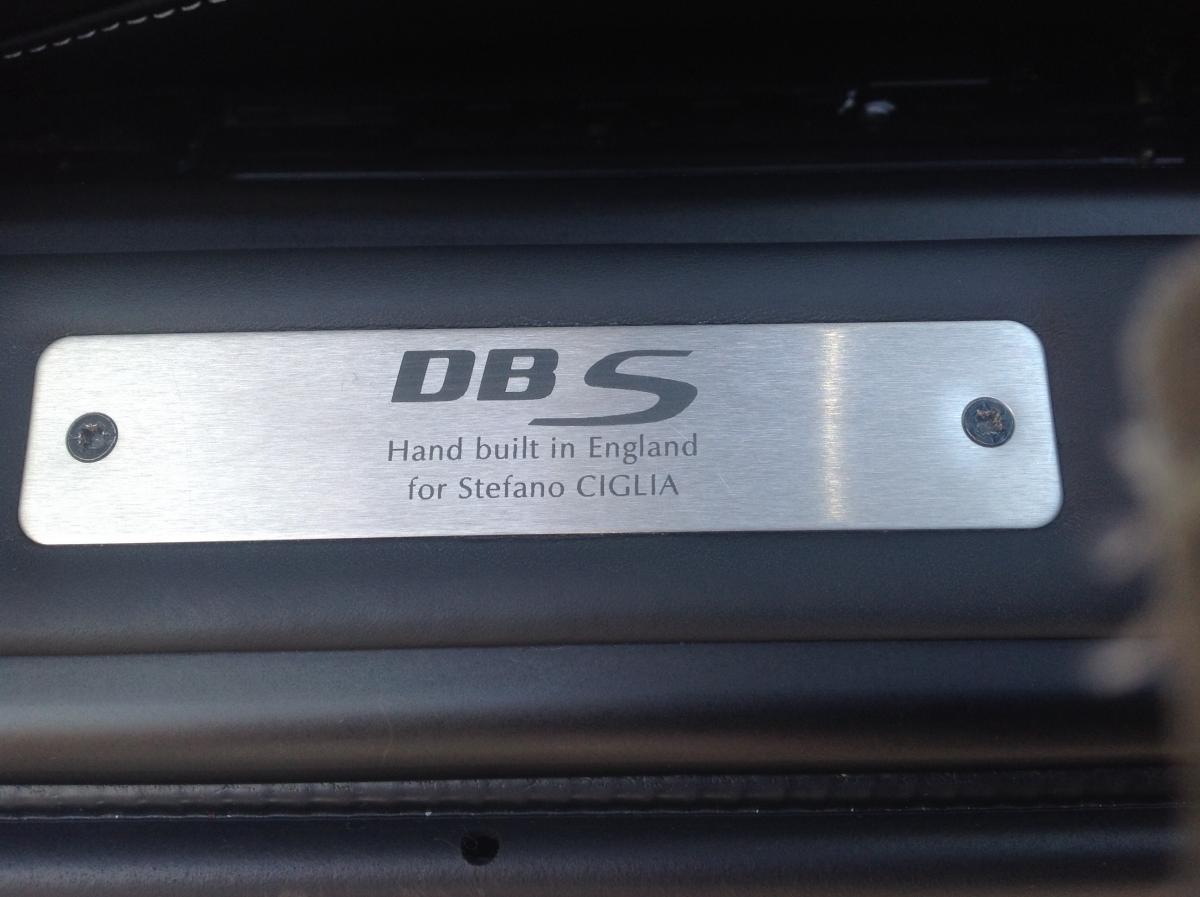 DBS
Hand built in England
for Stefano CIGLIA